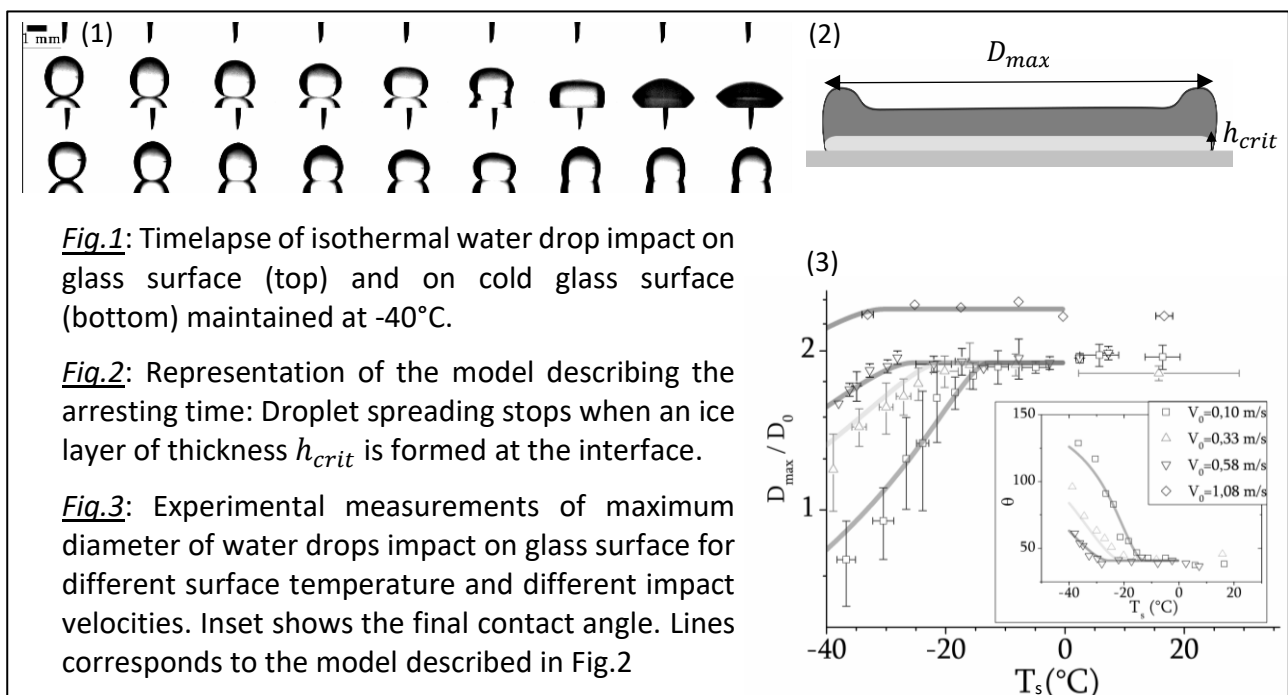 1 mm
(1)
(2)
D_max
h_crit
Fig.1: Timelapse of isothermal water drop impact on
glass surface (top) and on cold glass surface
(bottom) maintained at -40°C.
Fig.2: Representation of the model describing the
arresting time: Droplet spreading stops when an ice
layer of thickness h_crit is formed at the interface.
Fig.3: Experimental measurements of maximum
diameter of water drops impact on glass surface for
different surface temperature and different impact
velocities. Inset shows the final contact angle. Lines
corresponds to the model described in Fig.2
(3)
D_max / D_0
2
1
-40 -20 0 20
T_s(°C)
θ
150
100
50
-40 -20 0 20
T_s (°C)
V_0=0,10 m/s
V_0=0,33 m/s
V_0=0,58 m/s
V_0=1,08 m/s